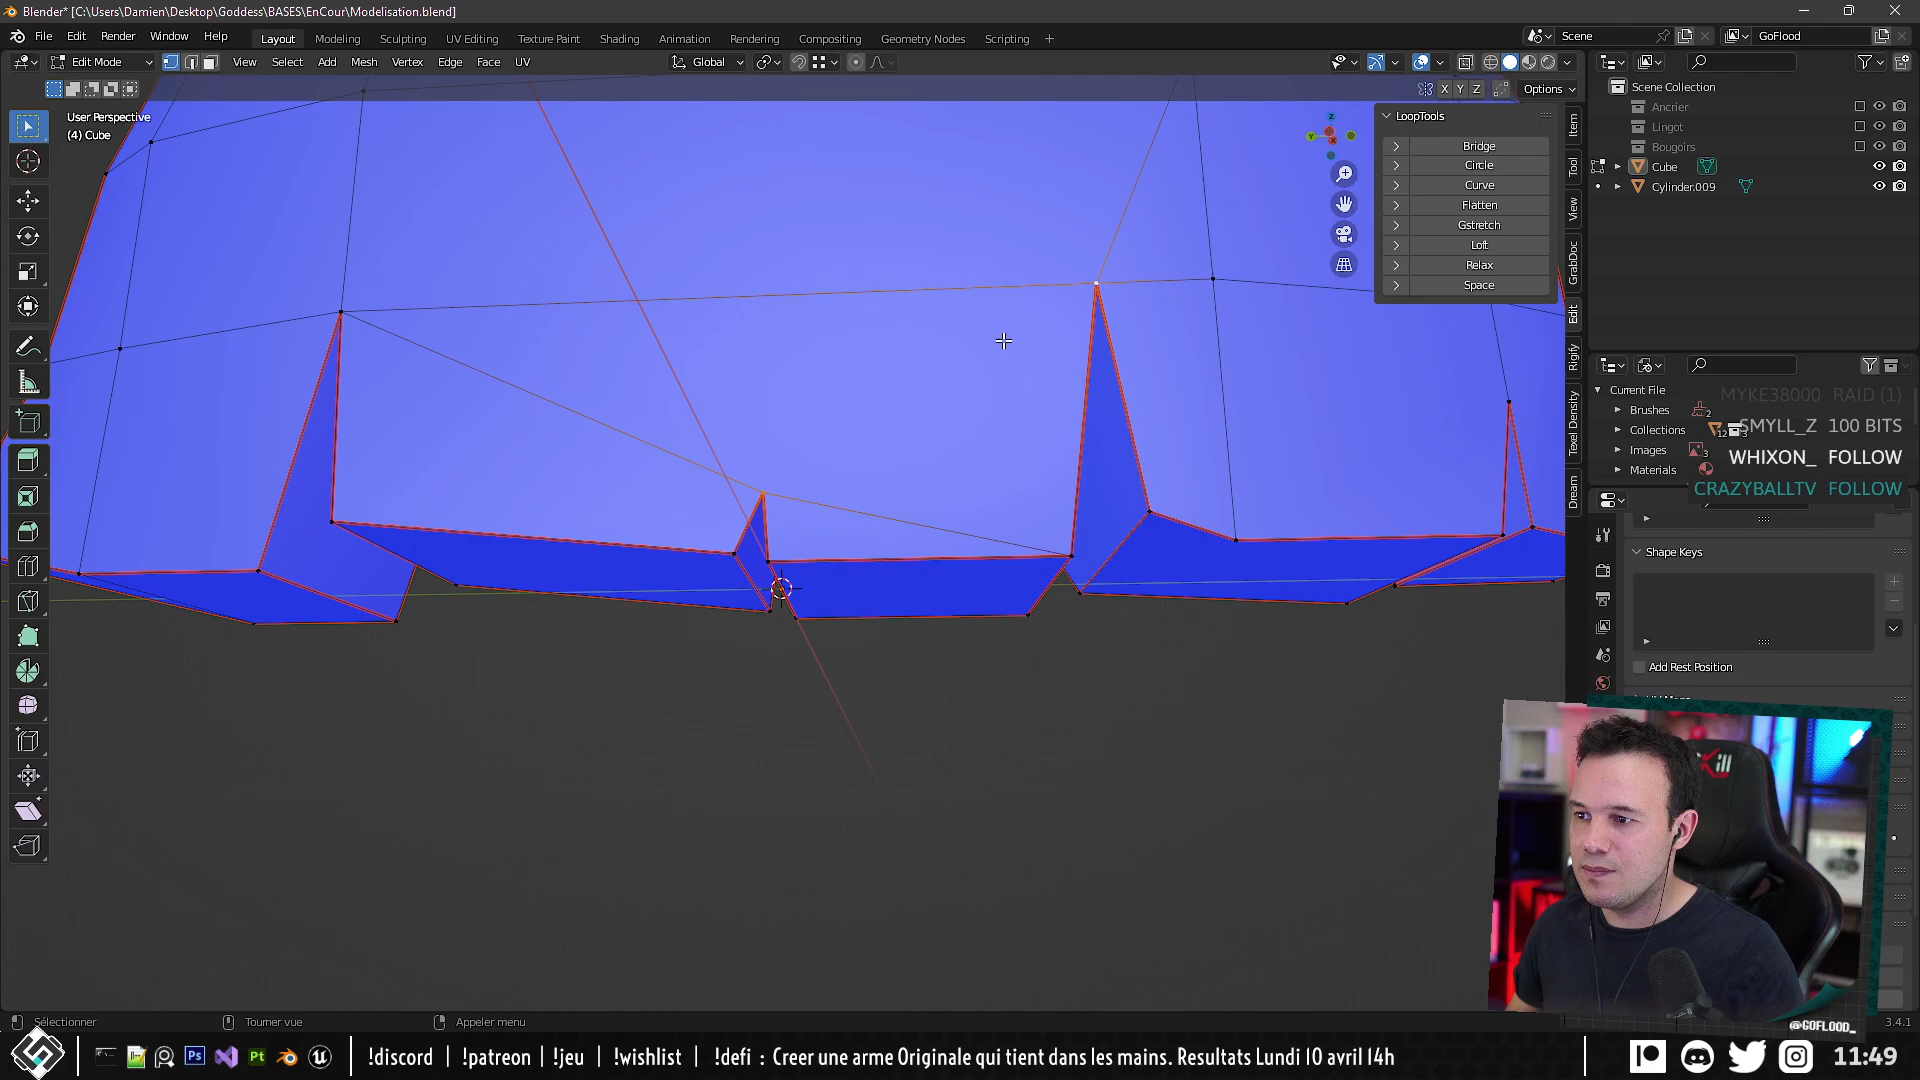 Blender* [C:\Users\Damien\Desktop\Goddess\BASES\EnCour\Modelisation.blend]
File Edit Render Window Help
Layout Modeling Sculpting UV Editing Texture Paint Shading Animation Rendering Compositing Geometry Nodes Scripting +
Scene GoFlood
Edit Mode View Select Add Mesh Vertex Edge Face UV Global
X Y Z Options
User Perspective
(4) Cube
LoopTools
Bridge
Circle
Curve
Flatten
Gstretch
Loft
Relax
Space
Item
Tool
View
GrabDoc
Edit
Rigify
Texel Density
Dream
Z
Y
X
Scene Collection
Ancrier
Lingot
Bougoirs
Cube
Cylinder.009
Current File
Brushes 2
Collections 12
Images 3
Materials
MYKE38000 RAID (1)
SMYLL_Z 100 BITS
WHIXON_ FOLLOW
CRAZYBALLTV FOLLOW
Shape Keys
Add Rest Position
@GOFLOOD_
Sélectionner Tourner vue Appeler menu 3.4.1
Ps Pt
!discord | !patreon | !jeu | !wishlist | !defi : Creer une arme Originale qui tient dans les mains. Resultats Lundi 10 avril 14h
11:49